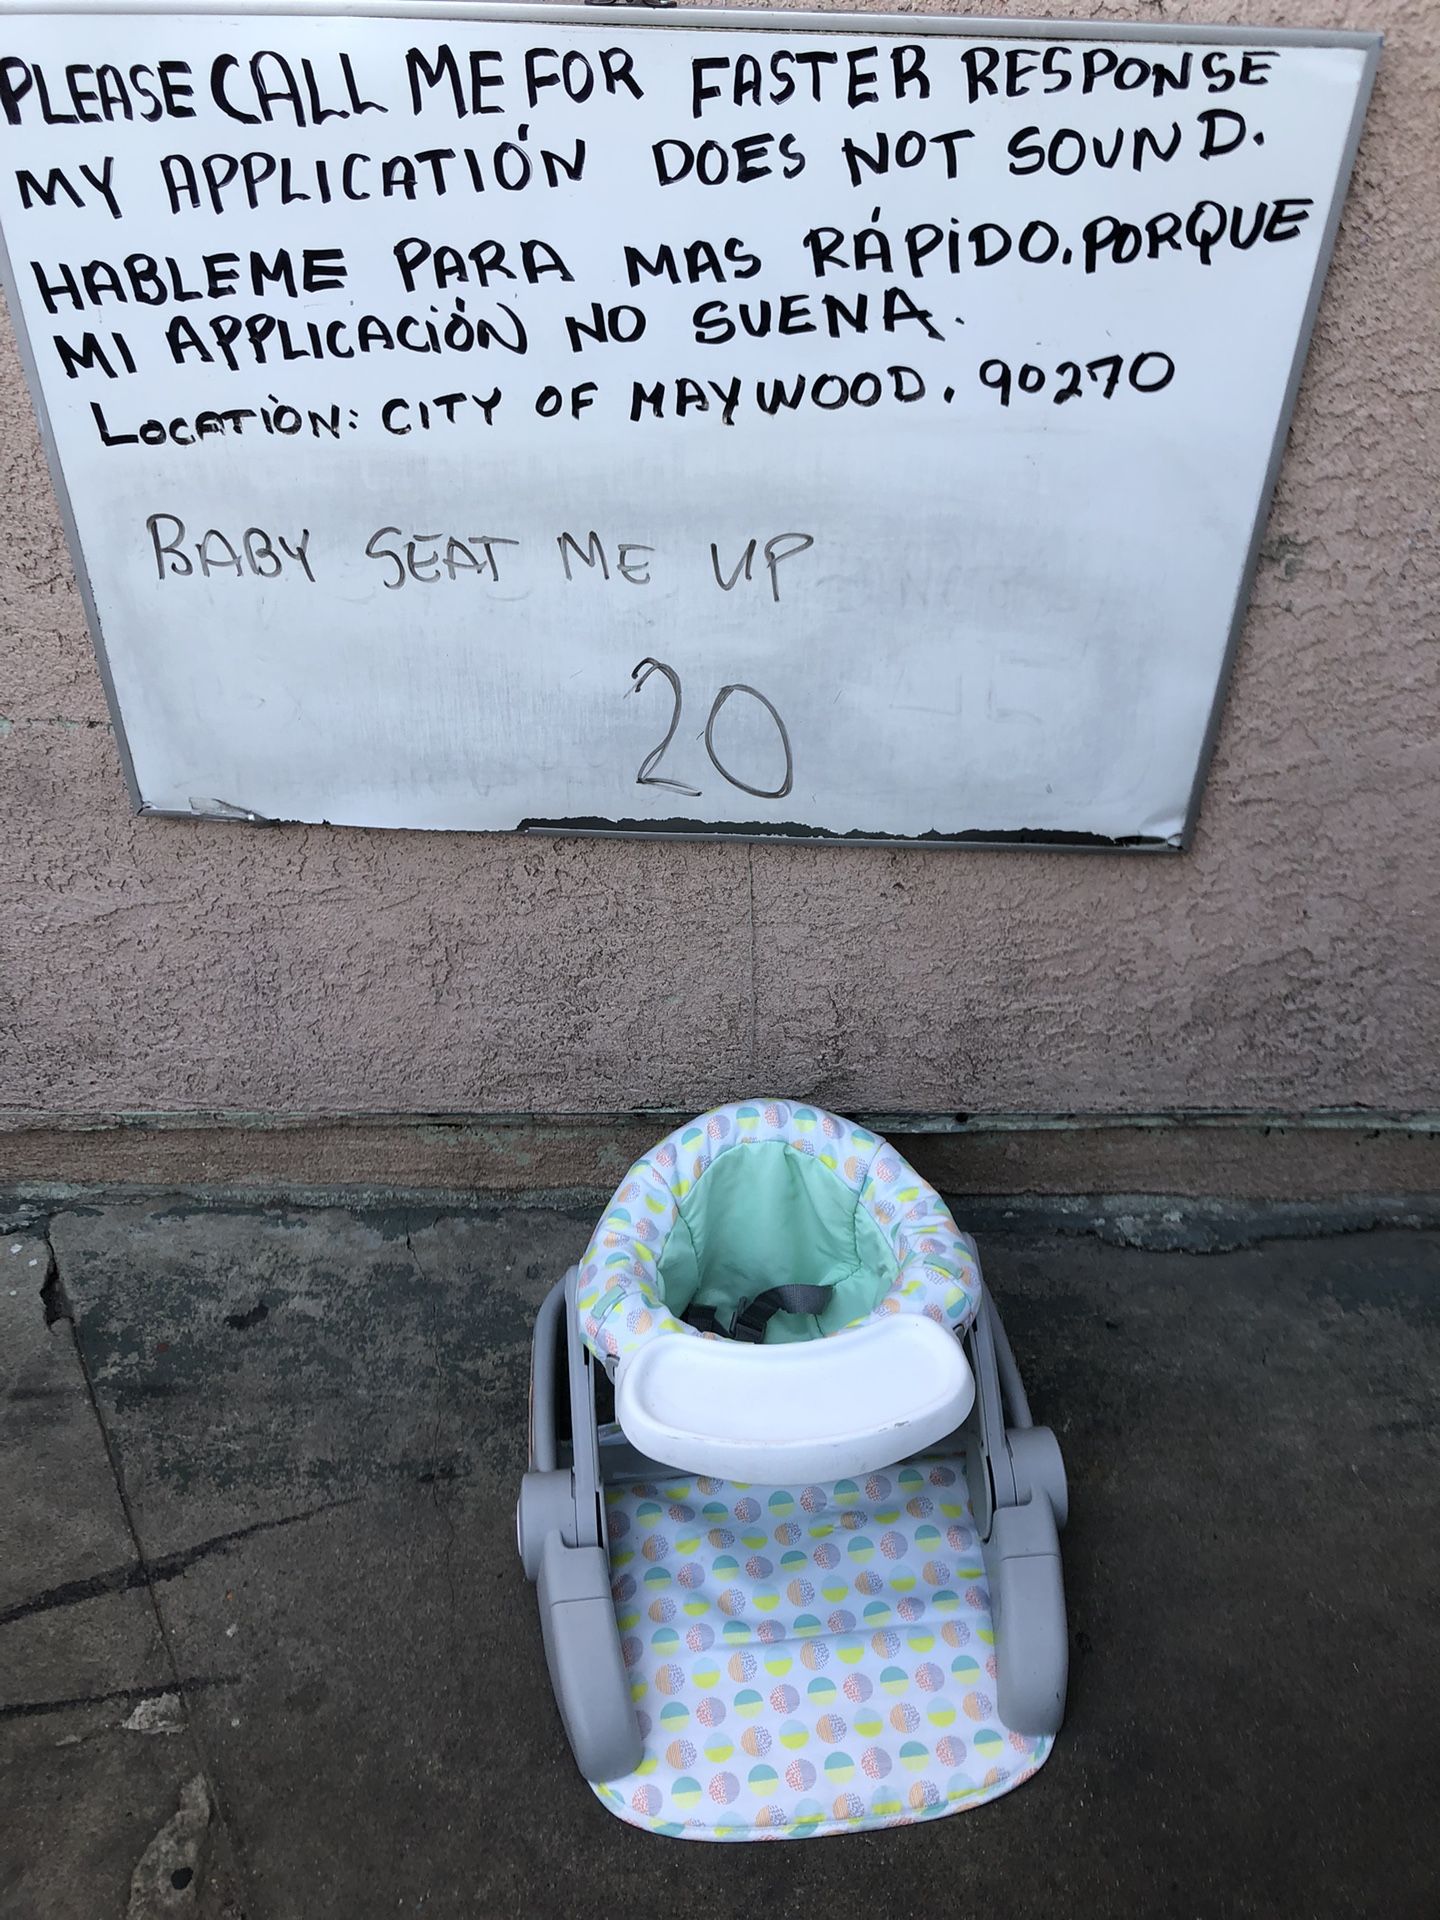 PLEASE CALL ME FOR FASTER RESPONSE
MY APPLICATIÓN DOES NOT SOUND.
HABLEME PARA MAS RÁPIDO. PORQUE
MI APPLICACIÓN NO SUENA.
LOCATIÒN: CITY OF MAYWOOD. 90270
BABY SEAT ME UP
20